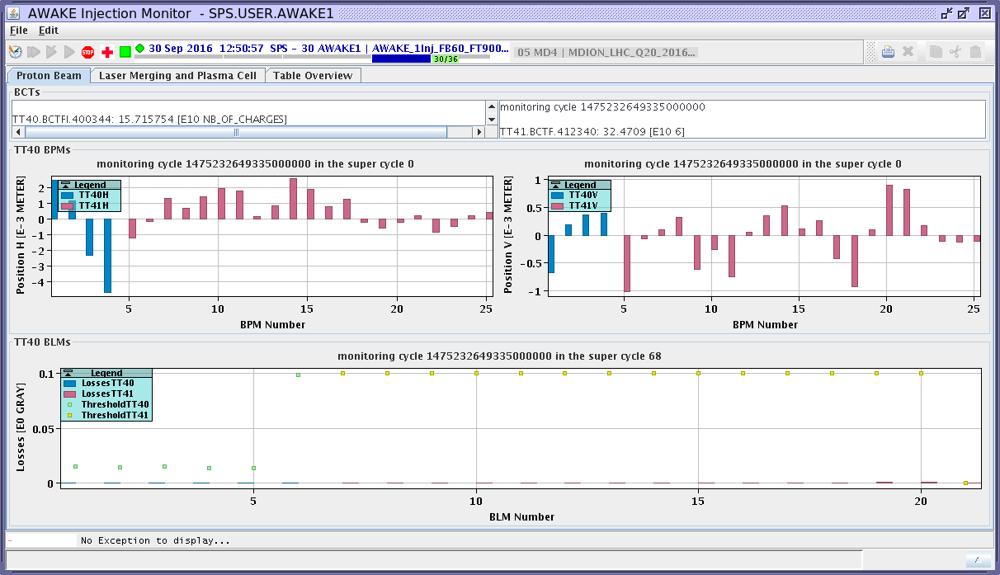 AWAKE Injection Monitor - SPS.USER.AWAKE1
File Edit
STOP 30 Sep 2016 12:50:57 SPS - 30 AWAKE1 | AWAKE_1Inj_FB60_FT900... 05 MD4 | MDION_LHC_Q20_2016...
30/36
Proton Beam Laser Merging and Plasma Cell Table Overview
BCTs
TT40.BCTFI.400344: 15.715754 [E10 NB_OF_CHARGES]
monitoring cycle 1475232649335000000
TT41.BCTF.412340: 32.4709 [E10 6]
TT40 BPMs
monitoring cycle 1475232649335000000 in the super cycle 0
Position H [E-3 METER]
2
1
0
-1
-2
-3
-4
Legend
TT40H
TT41H
5 10 15 20 25
BPM Number
monitoring cycle 1475232649335000000 in the super cycle 0
Position V [E-3 METER]
1
0.5
0
-0.5
-1
Legend
TT40V
TT41V
5 10 15 20 25
BPM Number
TT40 BLMs
monitoring cycle 1475232649335000000 in the super cycle 68
Losses [E0 GRAY]
0.1
0.05
0
Legend
LossesTT40
LossesTT41
ThresholdTT40
ThresholdTT41
5 10 15 20
BLM Number
- No Exception to display...